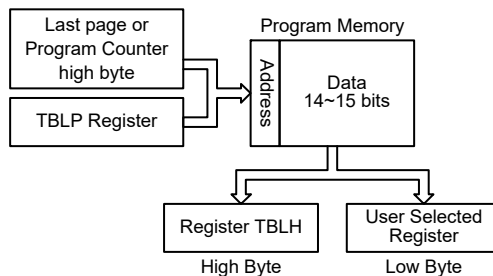 Last page or
Program Counter
high byte
TBLP Register
Program Memory
Address
Data
14~15 bits
Register TBLH
High Byte
User Selected
Register
Low Byte